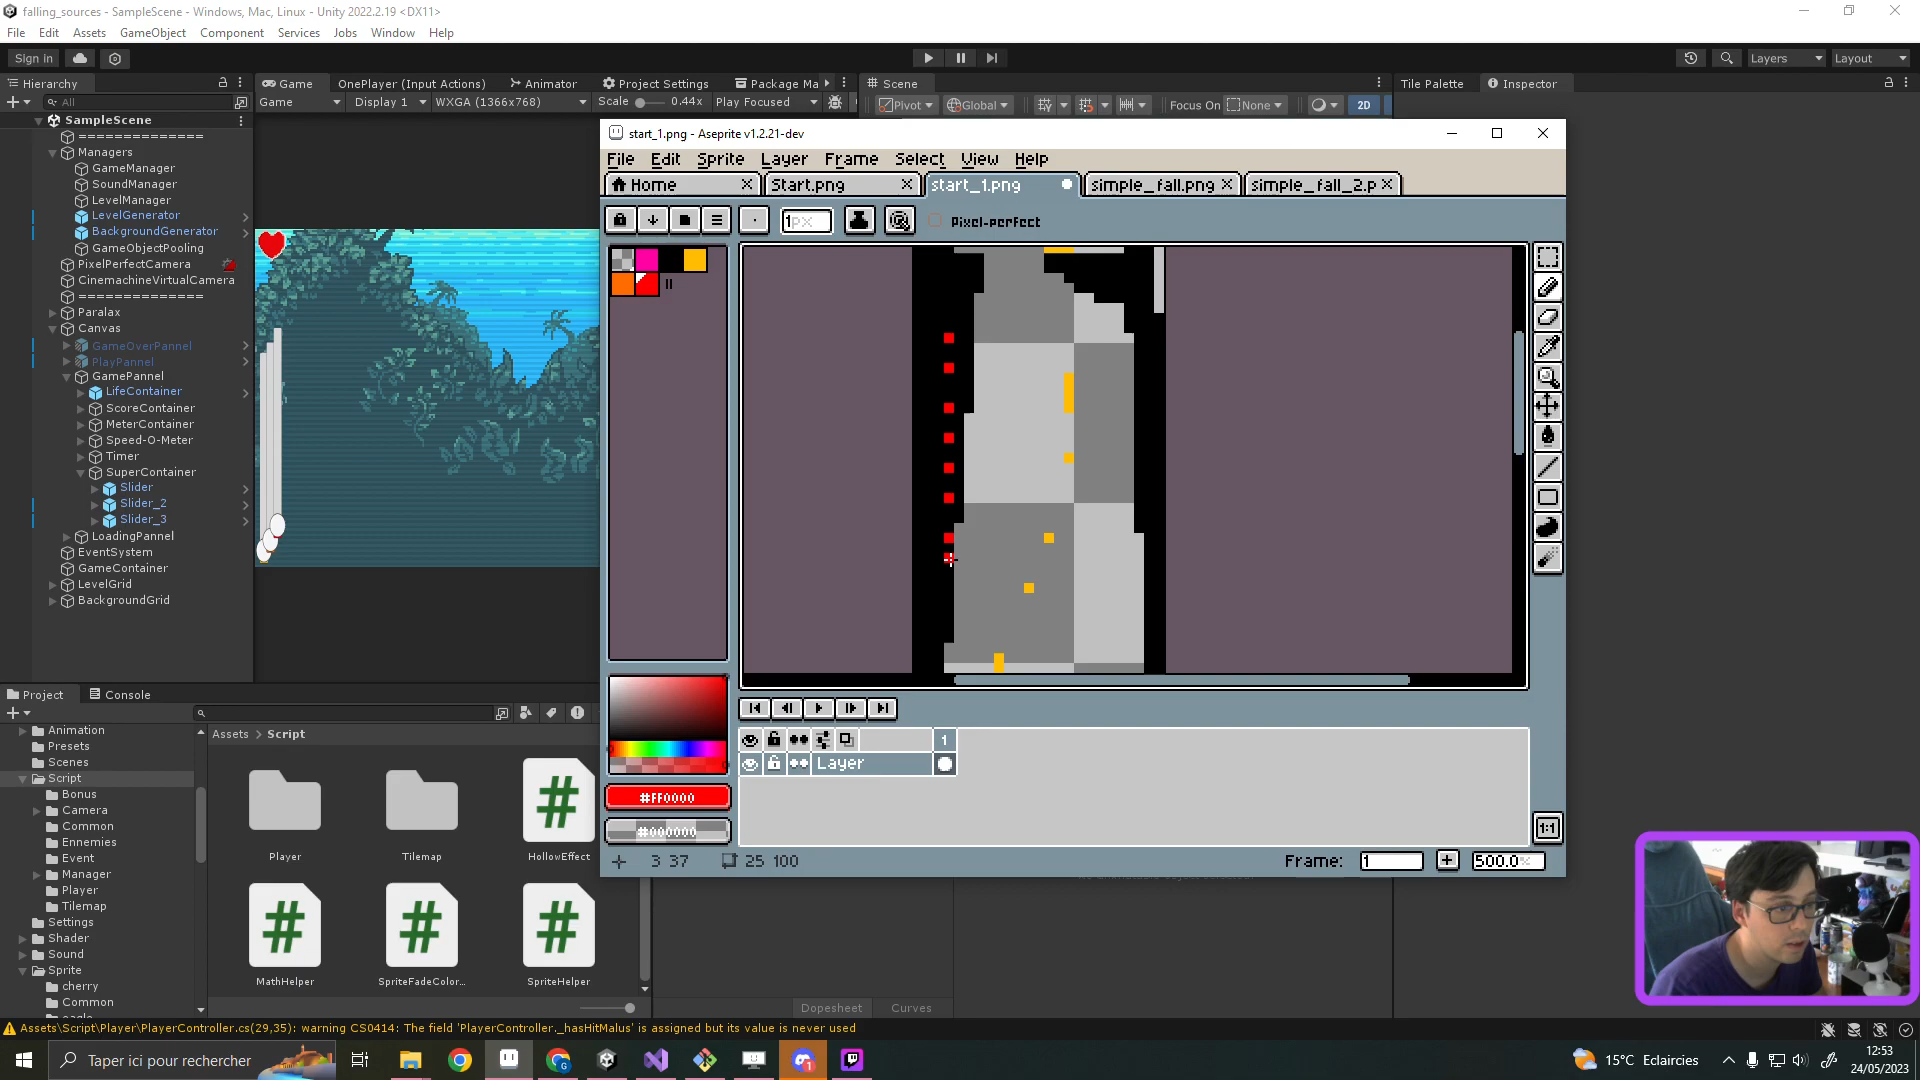 falling_sources - SampleScene - Windows, Mac, Linux - Unity 2022.2.19 <DX11>
File Edit Assets GameObject Component Services Jobs Window Help
Sign in
Layers Layout
Hierarchy
Game OnePlayer (Input Actions) Animator Project Settings Package Ma
Scene
Tile Palette Inspector
All
Game Display 1 WXGA (1366x768) Scale 0.44x Play Focused
Pivot Global Focus On None 2D
SampleScene
==============
Managers
GameManager
SoundManager
LevelManager
LevelGenerator
BackgroundGenerator
GameObjectPooling
PixelPerfectCamera
CinemachineVirtualCamera
==============
Paralax
Canvas
GameOverPannel
PlayPannel
GamePannel
LifeContainer
ScoreContainer
MeterContainer
Speed-O-Meter
Timer
SuperContainer
Slider
Slider_2
Slider_3
LoadingPannel
EventSystem
GameContainer
LevelGrid
BackgroundGrid
start_1.png - Aseprite v1.2.21-dev
File Edit Sprite Layer Frame Select View Help
Home Start.png start_1.png simple_fall.png simple_fall_2.p
1px Pixel-perfect
#FF0000
#000000
1
Layer
1:1
3 37 25 100
Frame: 1 500.0
Project Console
Animation
Presets
Scenes
Script
Bonus
Camera
Common
Ennemies
Event
Manager
Player
Tilemap
Settings
Shader
Sound
Sprite
cherry
Common
Assets > Script
Player Tilemap HollowEffect
MathHelper SpriteFadeColor... SpriteHelper
Dopesheet Curves
Assets\Script\Player\PlayerController.cs(29,35): warning CS0414: The field 'PlayerController._hasHitMalus' is assigned but its value is never used
Taper ici pour rechercher
15°C Eclaircies
12:53
24/05/2023